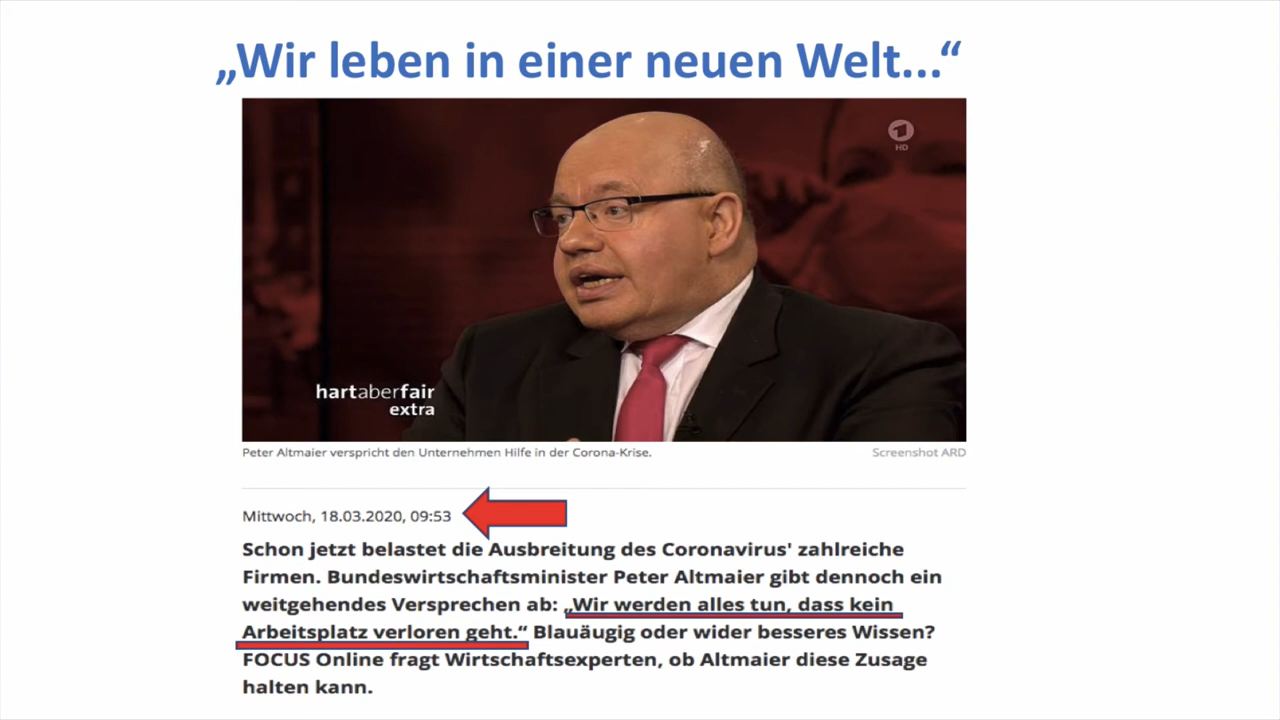 „Wir leben in einer neuen Welt...“
1
HD
hartaberfair
extra
Peter Altmaier verspricht den Unternehmen Hilfe in der Corona-Krise.
Screenshot ARD
Mittwoch, 18.03.2020, 09:53
Schon jetzt belastet die Ausbreitung des Coronavirus' zahlreiche
Firmen. Bundeswirtschaftsminister Peter Altmaier gibt dennoch ein
weitgehendes Versprechen ab: „Wir werden alles tun, dass kein
Arbeitsplatz verloren geht.“ Blauäugig oder wider besseres Wissen?
FOCUS Online fragt Wirtschaftsexperten, ob Altmaier diese Zusage
halten kann.